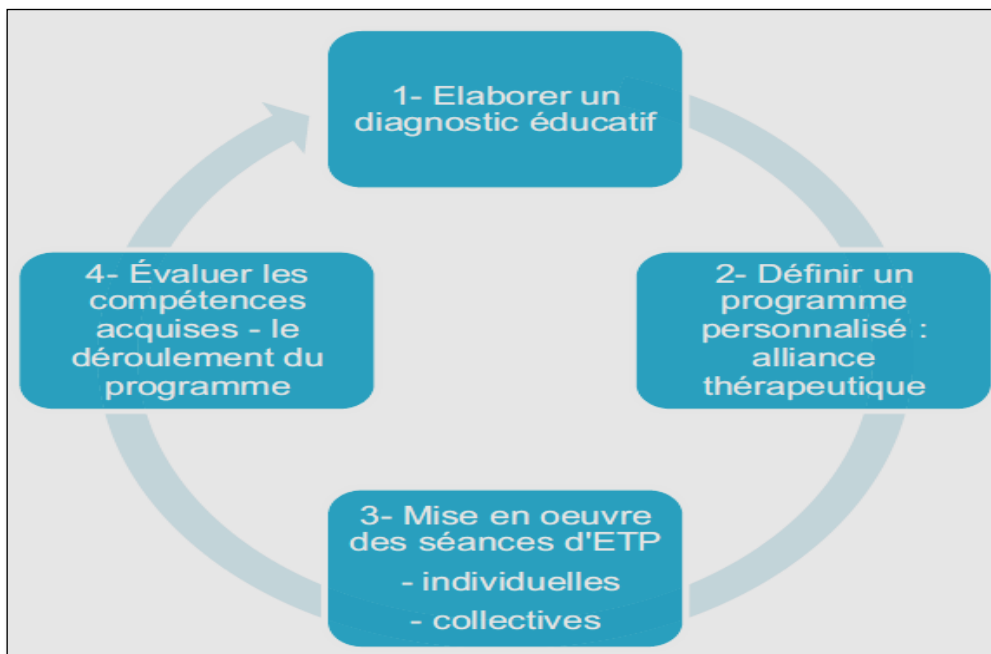 1- Elaborer un
diagnostic éducatif
2- Définir un
programme
personnalisé :
alliance
thérapeutique
3- Mise en oeuvre
des séances d'ETP
- individuelles
- collectives
4- Évaluer les
compétences
acquises - le
déroulement du
programme